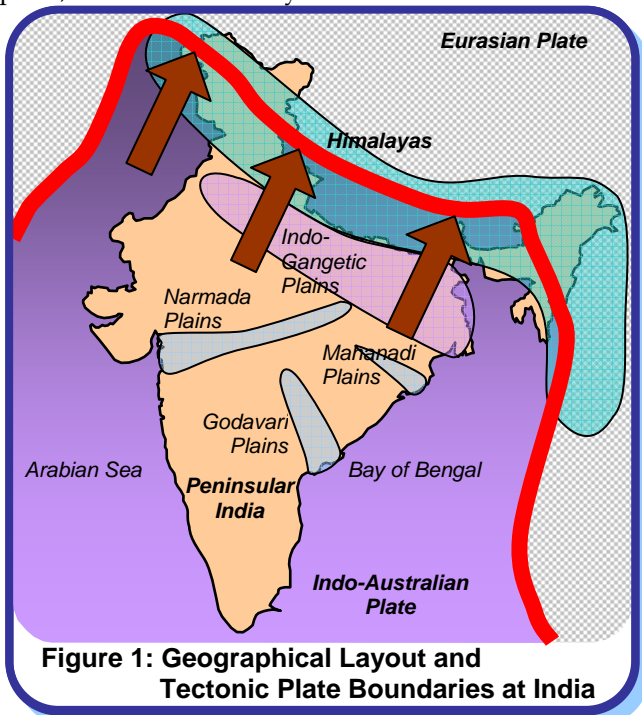 Eurasian Plate
Himalayas
Indo-
Gangetic
Plains
Narmada
Plains
Mahanadi
Plains
Godavari
Plains
Arabian Sea
Bay of Bengal
Peninsular
India
Indo-Australian
Plate
Figure 1: Geographical Layout and
Tectonic Plate Boundaries at India